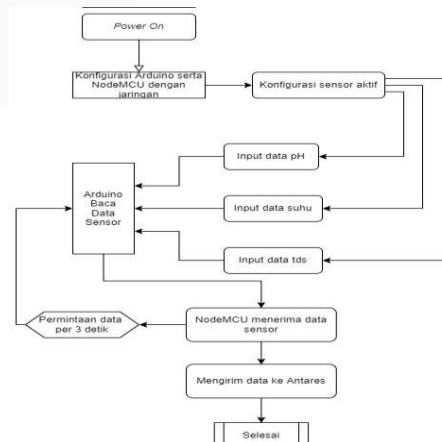 Power On
Konfigurasi Arduino serta
NodeMCU dengan
jaringan
Konfigurasi sensor aktif
Input data pH
Arduino
Baca
Data
Sensor
Input data suhu
Input data tds
Permintaan data
per 3 detik
NodeMCU menerima data
sensor
Mengirim data ke Antares
Selesai